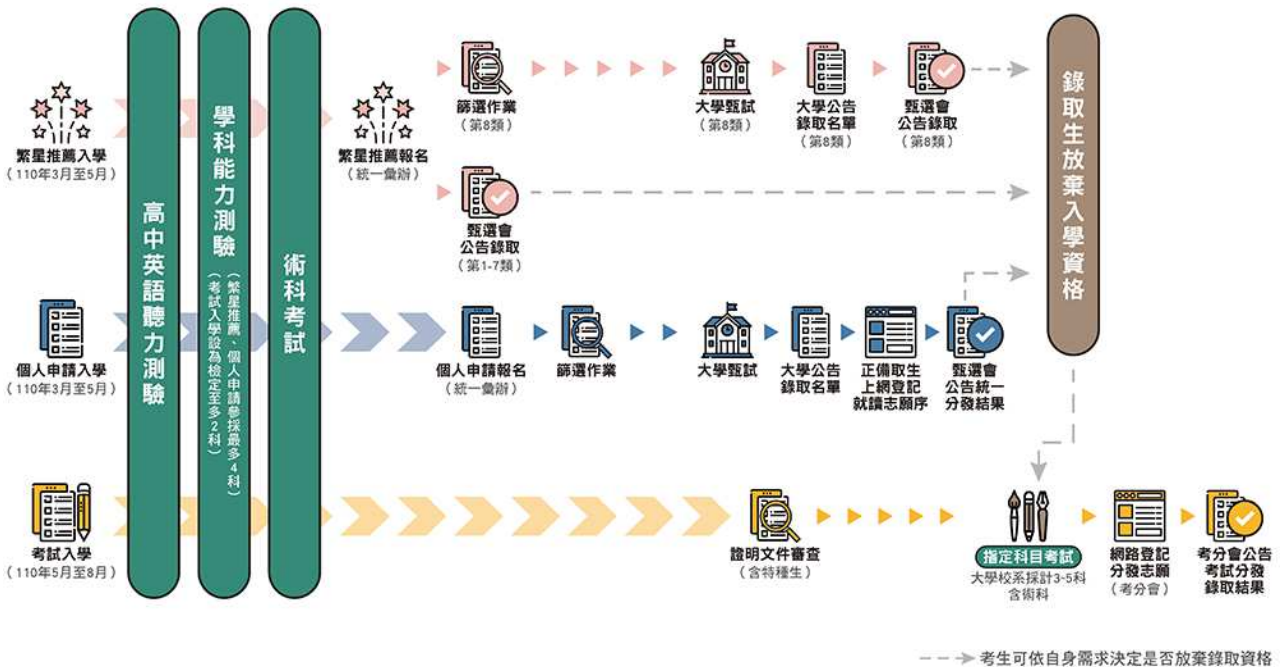 高中英語聽力測驗
學科能力測驗
（繁星推薦、個人申請參採最多4科）
（考試入學設為檢定至多2科）
術科考試
繁星推薦入學
（110年3月至5月）
繁星推薦報名
（統一彙辦）
篩選作業
（第8類）
大學甄試
（第8類）
大學公告
錄取名單
（第8類）
甄選會
公告錄取
（第8類）
甄選會
公告錄取
（第1-7類）
錄取生放棄入學資格
個人申請入學
（110年3月至5月）
個人申請報名
（統一彙辦）
篩選作業
大學甄試
大學公告
錄取名單
正備取生
上網登記
就讀志願序
甄選會
公告統一
分發結果
考試入學
（110年5月至8月）
證明文件審查
（含特種生）
指定科目考試
大學校系採計3~5科
含術科
網路登記
分發志願
（考分會）
考分會公告
考試分發
錄取結果
考生可依自身需求決定是否放棄錄取資格